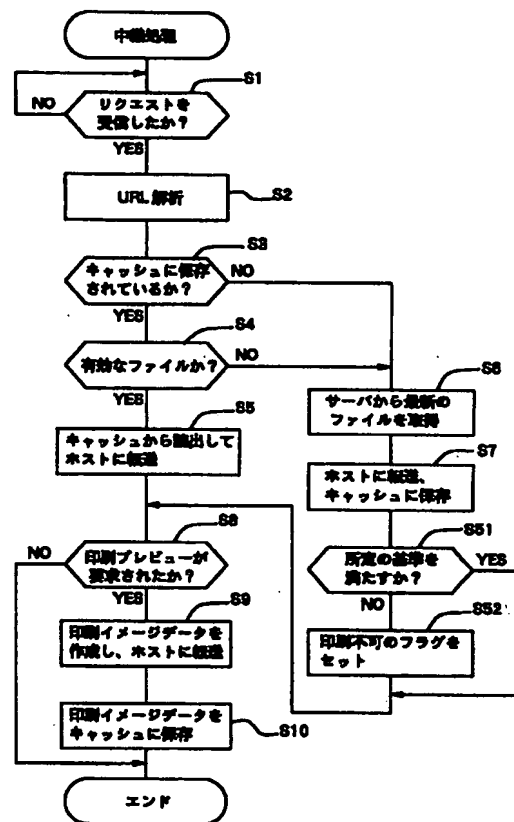 中継処理
S1
リクエストを
受信したか？
NO
YES
URL解析
S2
S3
キャッシュに保存
されているか？
NO
YES
S4
有効なファイルか？
NO
YES
S5
キャッシュから読出して
ホストに転送
S6
サーバから最新の
ファイルを取得
S7
ホストに転送、
キャッシュに保存
S51
所定の基準を
満たすか？
YES
NO
S52
印刷不可のフラグを
セット
S8
印刷プレビューが
要求されたか？
NO
YES
S9
印刷イメージデータを
作成し、ホストに転送
印刷イメージデータを
キャッシュに保存
S10
エンド